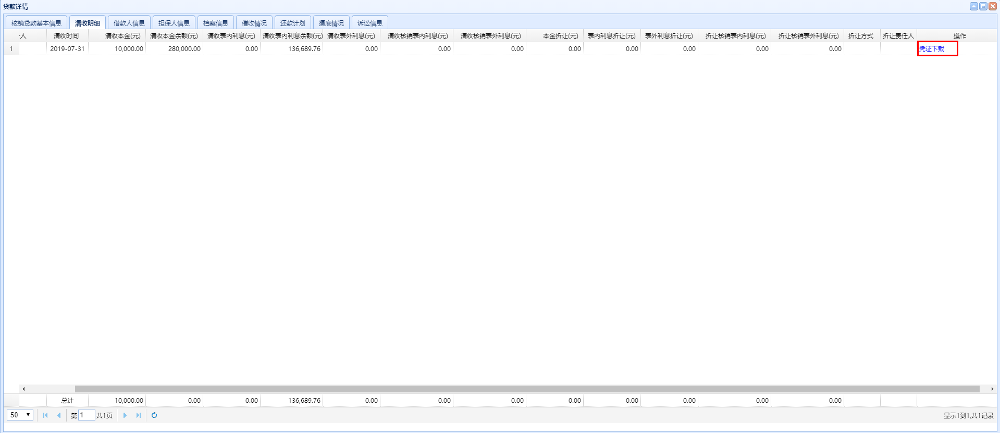 贷款详情
核销贷款基本信息 清收明细 借款人信息 担保人信息 档案信息 催收情况 还款计划 摸底情况 诉讼信息
人 清收时间 清收本金(元) 清收本金余额(元) 清收表内利息(元) 清收表内利息余额(元) 清收表外利息(元) 清收核销表内利息(元) 清收核销表外利息(元) 本金折让(元) 表内利息折让(元) 表外利息折让(元) 折让核销表内利息(元) 折让核销表外利息(元) 折让方式 折让责任人 操作
1 2019-07-31 10,000.00 280,000.00 0.00 136,689.76 0.00 0.00 0.00 0.00 0.00 0.00 0.00 0.00 凭证下载
总计 10,000.00 0.00 0.00 136,689.76 0.00 0.00 0.00 0.00 0.00 0.00 0.00 0.00
50 第 1 共1页 显示1到1,共1记录